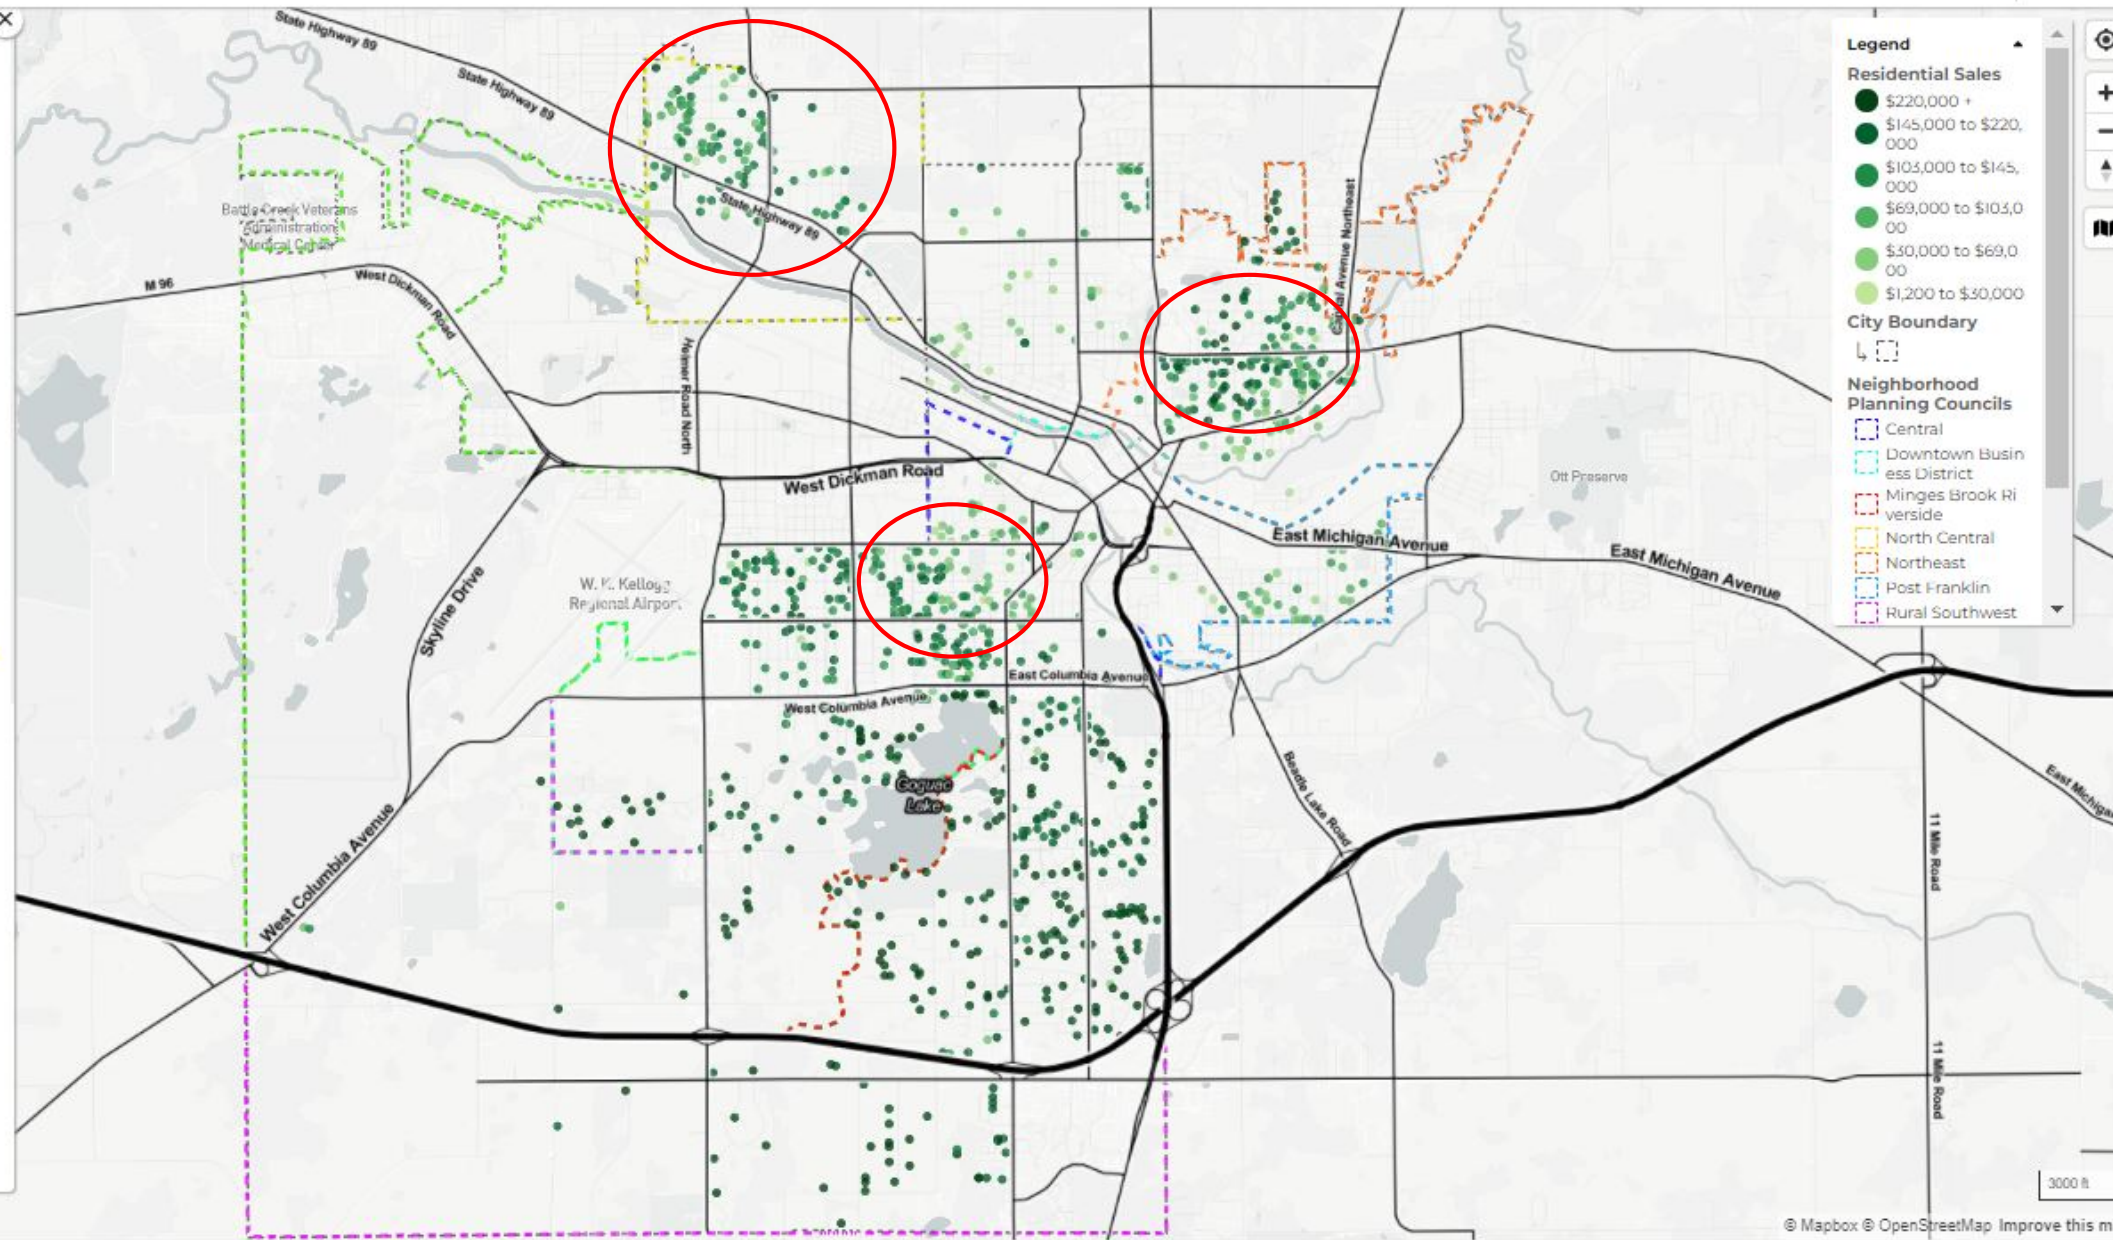 State Highway 89
State Highway 89
State Highway 89
Battle Creek Veterans
Administration
Medical Center
M 96
West Dickman Road
Helmer Road North
Capital Avenue Northeast
West Dickman Road
Ott Preserve
East Michigan Avenue
East Michigan Avenue
W. K. Kellogg
Regional Airport
Skyline Drive
East Columbia Avenue
West Columbia Avenue
Goguac
Lake
Beadle Lake Road
East Michigan
11 Mile Road
West Columbia Avenue
11 Mile Road
Legend
Residential Sales
$220,000 +
$145,000 to $220,
000
$103,000 to $145,
000
$69,000 to $103,0
00
$30,000 to $69,0
00
$1,200 to $30,000
City Boundary
Neighborhood
Planning Councils
Central
Downtown Busin
ess District
Minges Brook Ri
verside
North Central
Northeast
Post Franklin
Rural Southwest
3000 ft
© Mapbox © OpenStreetMap Improve this m